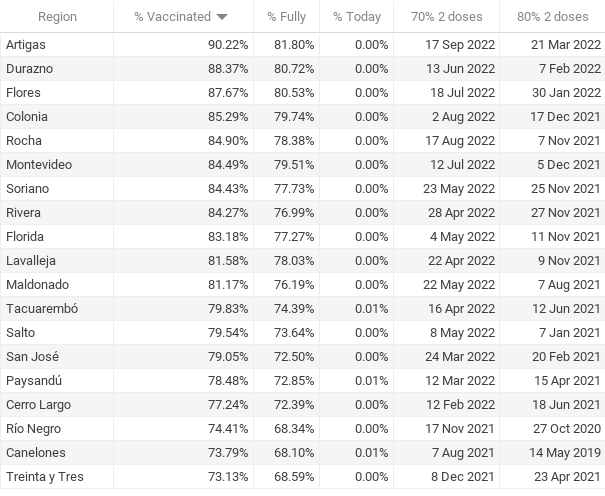 Region % Vaccinated % Fully % Today 70% 2 doses 80% 2 doses
Artigas 90.22% 81.80% 0.00% 17 Sep 2022 21 Mar 2022
Durazno 88.37% 80.72% 0.00% 13 Jun 2022 7 Feb 2022
Flores 87.67% 80.53% 0.00% 18 Jul 2022 30 Jan 2022
Colonia 85.29% 79.74% 0.00% 2 Aug 2022 17 Dec 2021
Rocha 84.90% 78.38% 0.00% 17 Aug 2022 7 Nov 2021
Montevideo 84.49% 79.51% 0.00% 12 Jul 2022 5 Dec 2021
Soriano 84.43% 77.73% 0.00% 23 May 2022 25 Nov 2021
Rivera 84.27% 76.99% 0.00% 28 Apr 2022 27 Nov 2021
Florida 83.18% 77.27% 0.00% 4 May 2022 11 Nov 2021
Lavalleja 81.58% 78.03% 0.00% 22 Apr 2022 9 Nov 2021
Maldonado 81.17% 76.19% 0.00% 22 May 2022 7 Aug 2021
Tacuarembó 79.83% 74.39% 0.01% 16 Apr 2022 12 Jun 2021
Salto 79.54% 73.64% 0.00% 8 May 2022 7 Jan 2021
San José 79.05% 72.50% 0.00% 24 Mar 2022 20 Feb 2021
Paysandú 78.48% 72.85% 0.01% 12 Mar 2022 15 Apr 2021
Cerro Largo 77.24% 72.39% 0.00% 12 Feb 2022 18 Jun 2021
Río Negro 74.41% 68.34% 0.00% 17 Nov 2021 27 Oct 2020
Canelones 73.79% 68.10% 0.01% 7 Aug 2021 14 May 2019
Treinta y Tres 73.13% 68.59% 0.00% 8 Dec 2021 23 Apr 2021